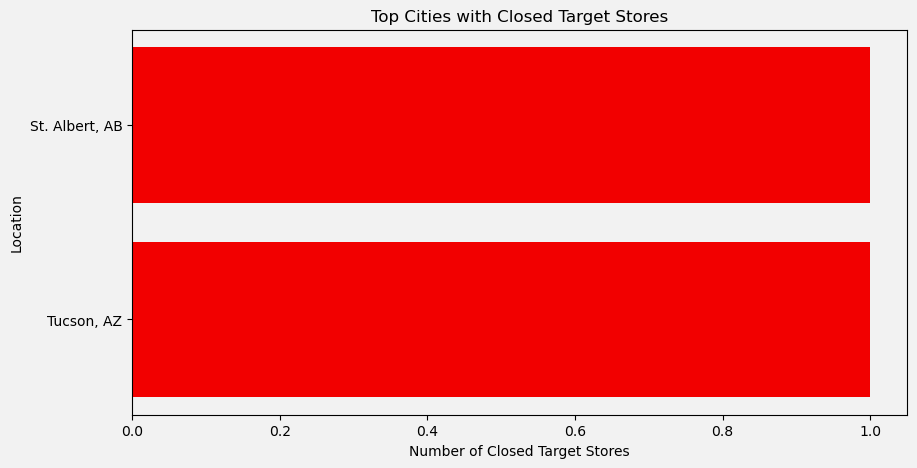 Top Cities with Closed Target Stores
St. Albert, AB
Location
Tucson, AZ
0.0 0.2 0.4 0.6 0.8 1.0
Number of Closed Target Stores